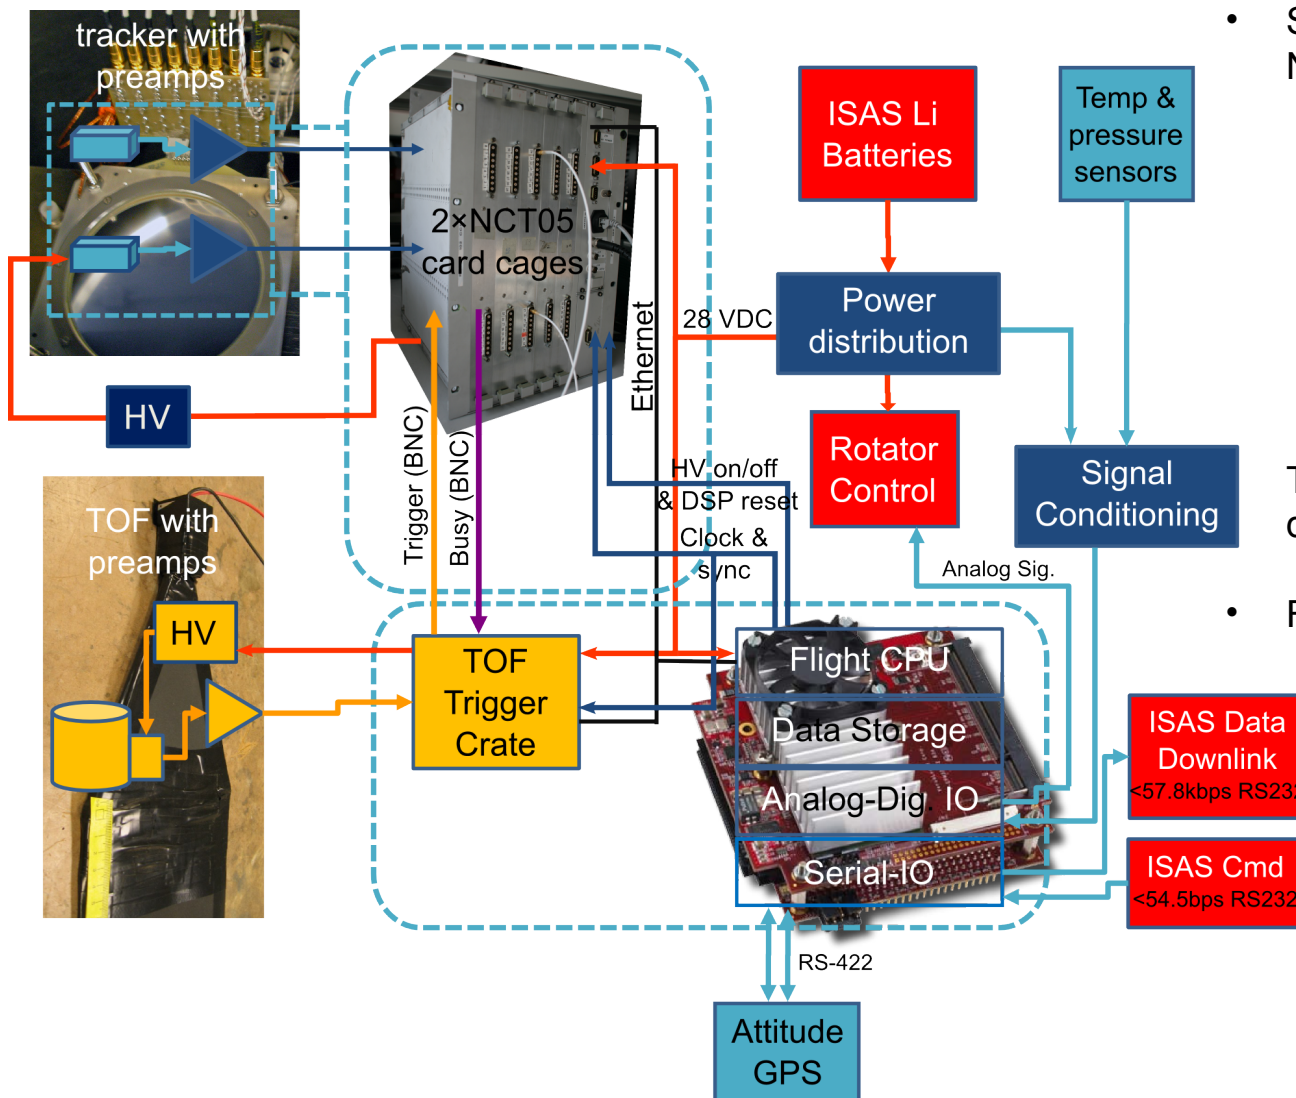 tracker with
preamps
2×NCT05
card cages
HV
TOF with
preamps
HV
Trigger (BNC)
Busy (BNC)
Ethernet
28 VDC
HV on/off
& DSP reset
Clock &
sync
TOF
Trigger
Crate
ISAS Li
Batteries
Temp &
pressure
sensors
Power
distribution
Rotator
Control
Signal
Conditioning
Analog Sig.
Flight CPU
Data Storage
Analog-Dig. IO
Serial-IO
ISAS Data
Downlink
<57.8kbps RS232
ISAS Cmd
<54.5bps RS232
RS-422
Attitude
GPS
•
•